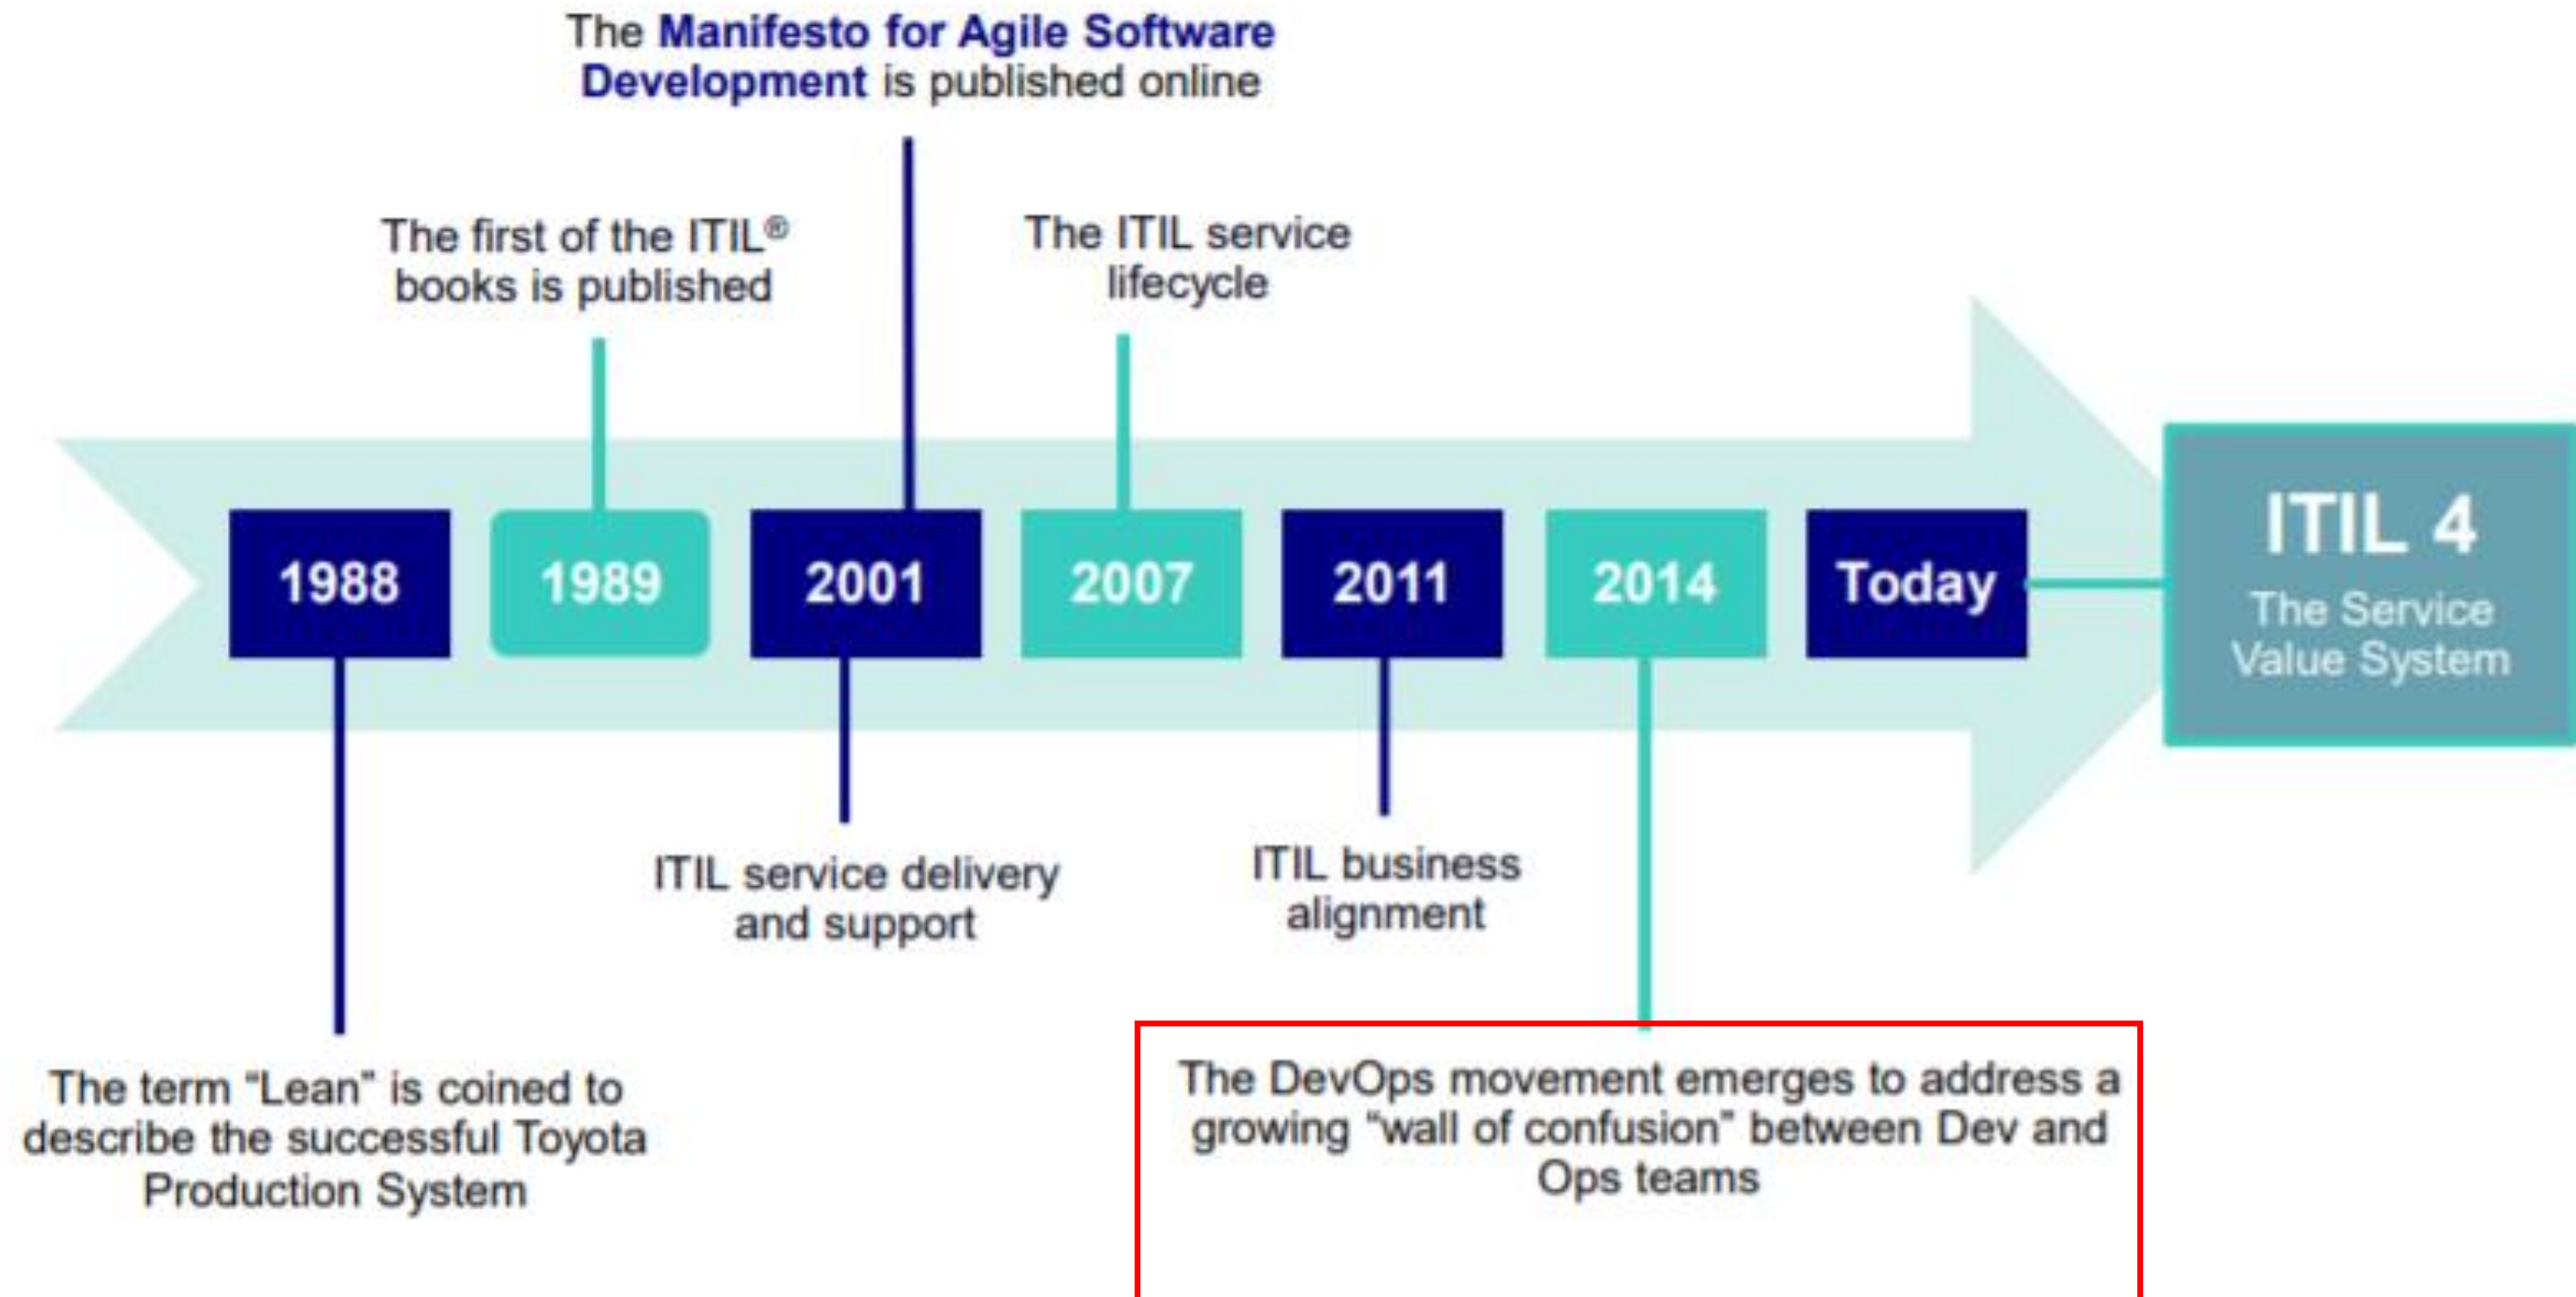 The Manifesto for Agile Software
Development is published online
The first of the ITIL®
books is published
The ITIL service
lifecycle
1988
1989
2001
2007
2011
2014
Today
ITIL 4
The Service
Value System
ITIL service delivery
and support
ITIL business
alignment
The term “Lean” is coined to
describe the successful Toyota
Production System
The DevOps movement emerges to address a
growing “wall of confusion” between Dev and
Ops teams